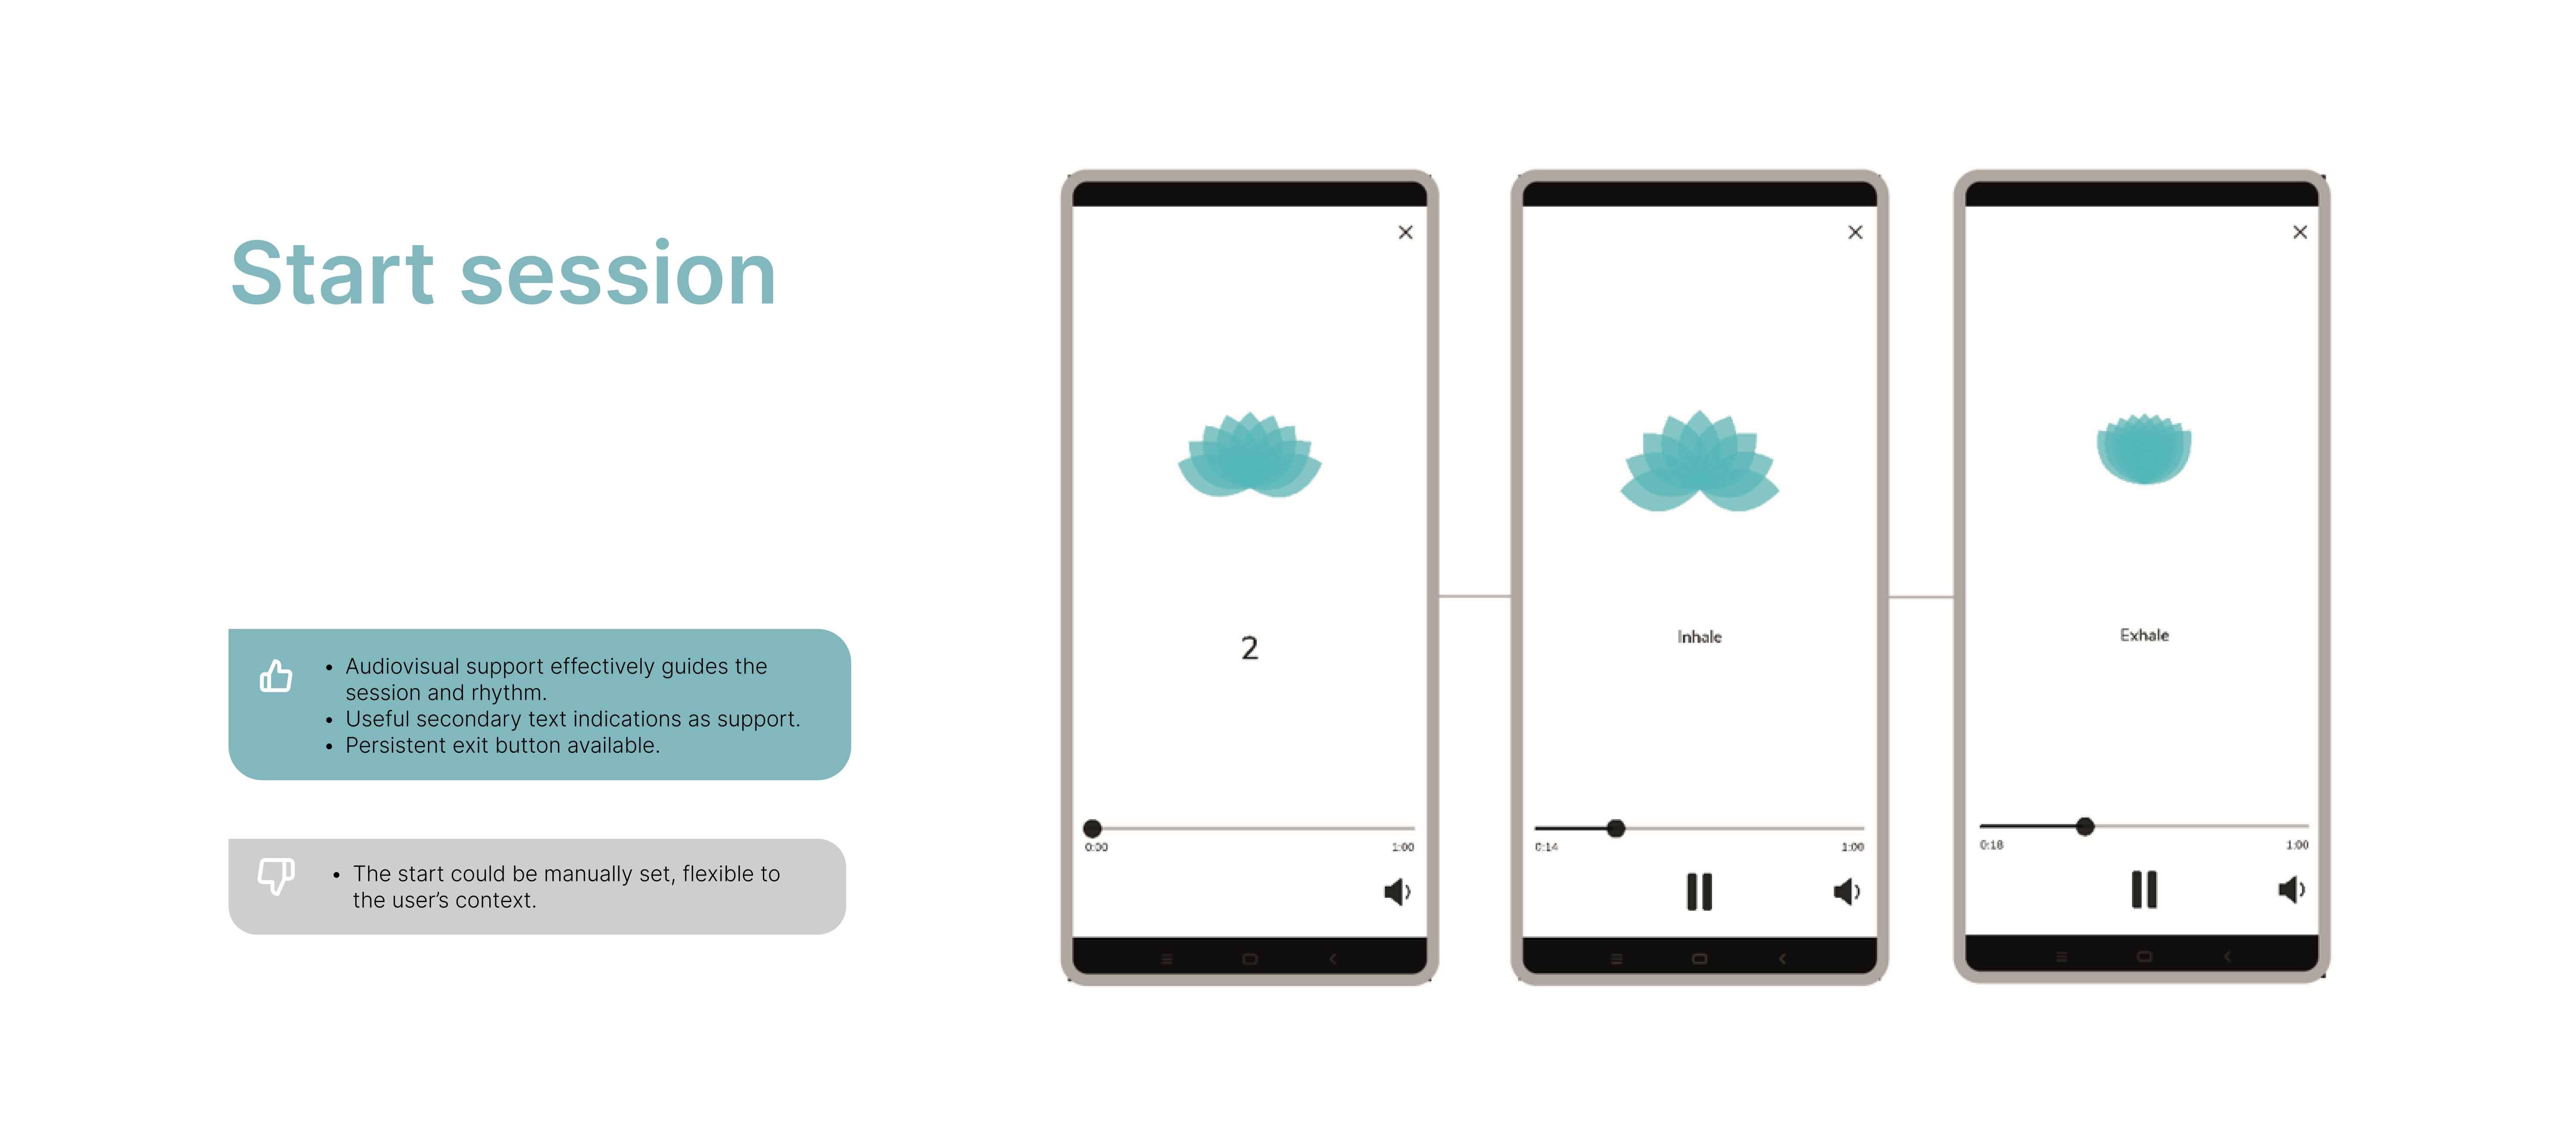 Start session
• Audiovisual support effectively guides the
session and rhythm.
• Useful secondary text indications as support.
• Persistent exit button available.
• The start could be manually set, flexible to
the user’s context.
2
0:00 1:00
Inhale
0:14 1:00
Exhale
0:18 1:00